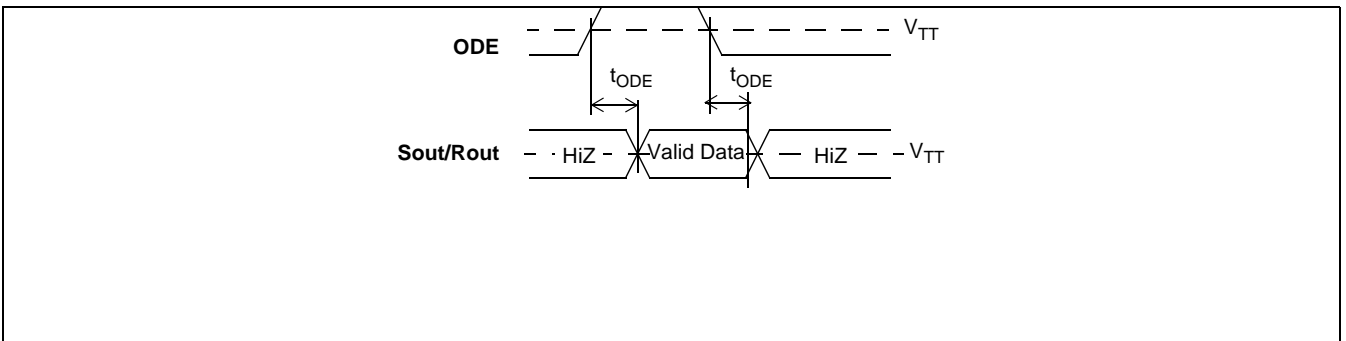 ODE
V_TT
t_ODE t_ODE
Sout/Rout HiZ Valid Data HiZ V_TT